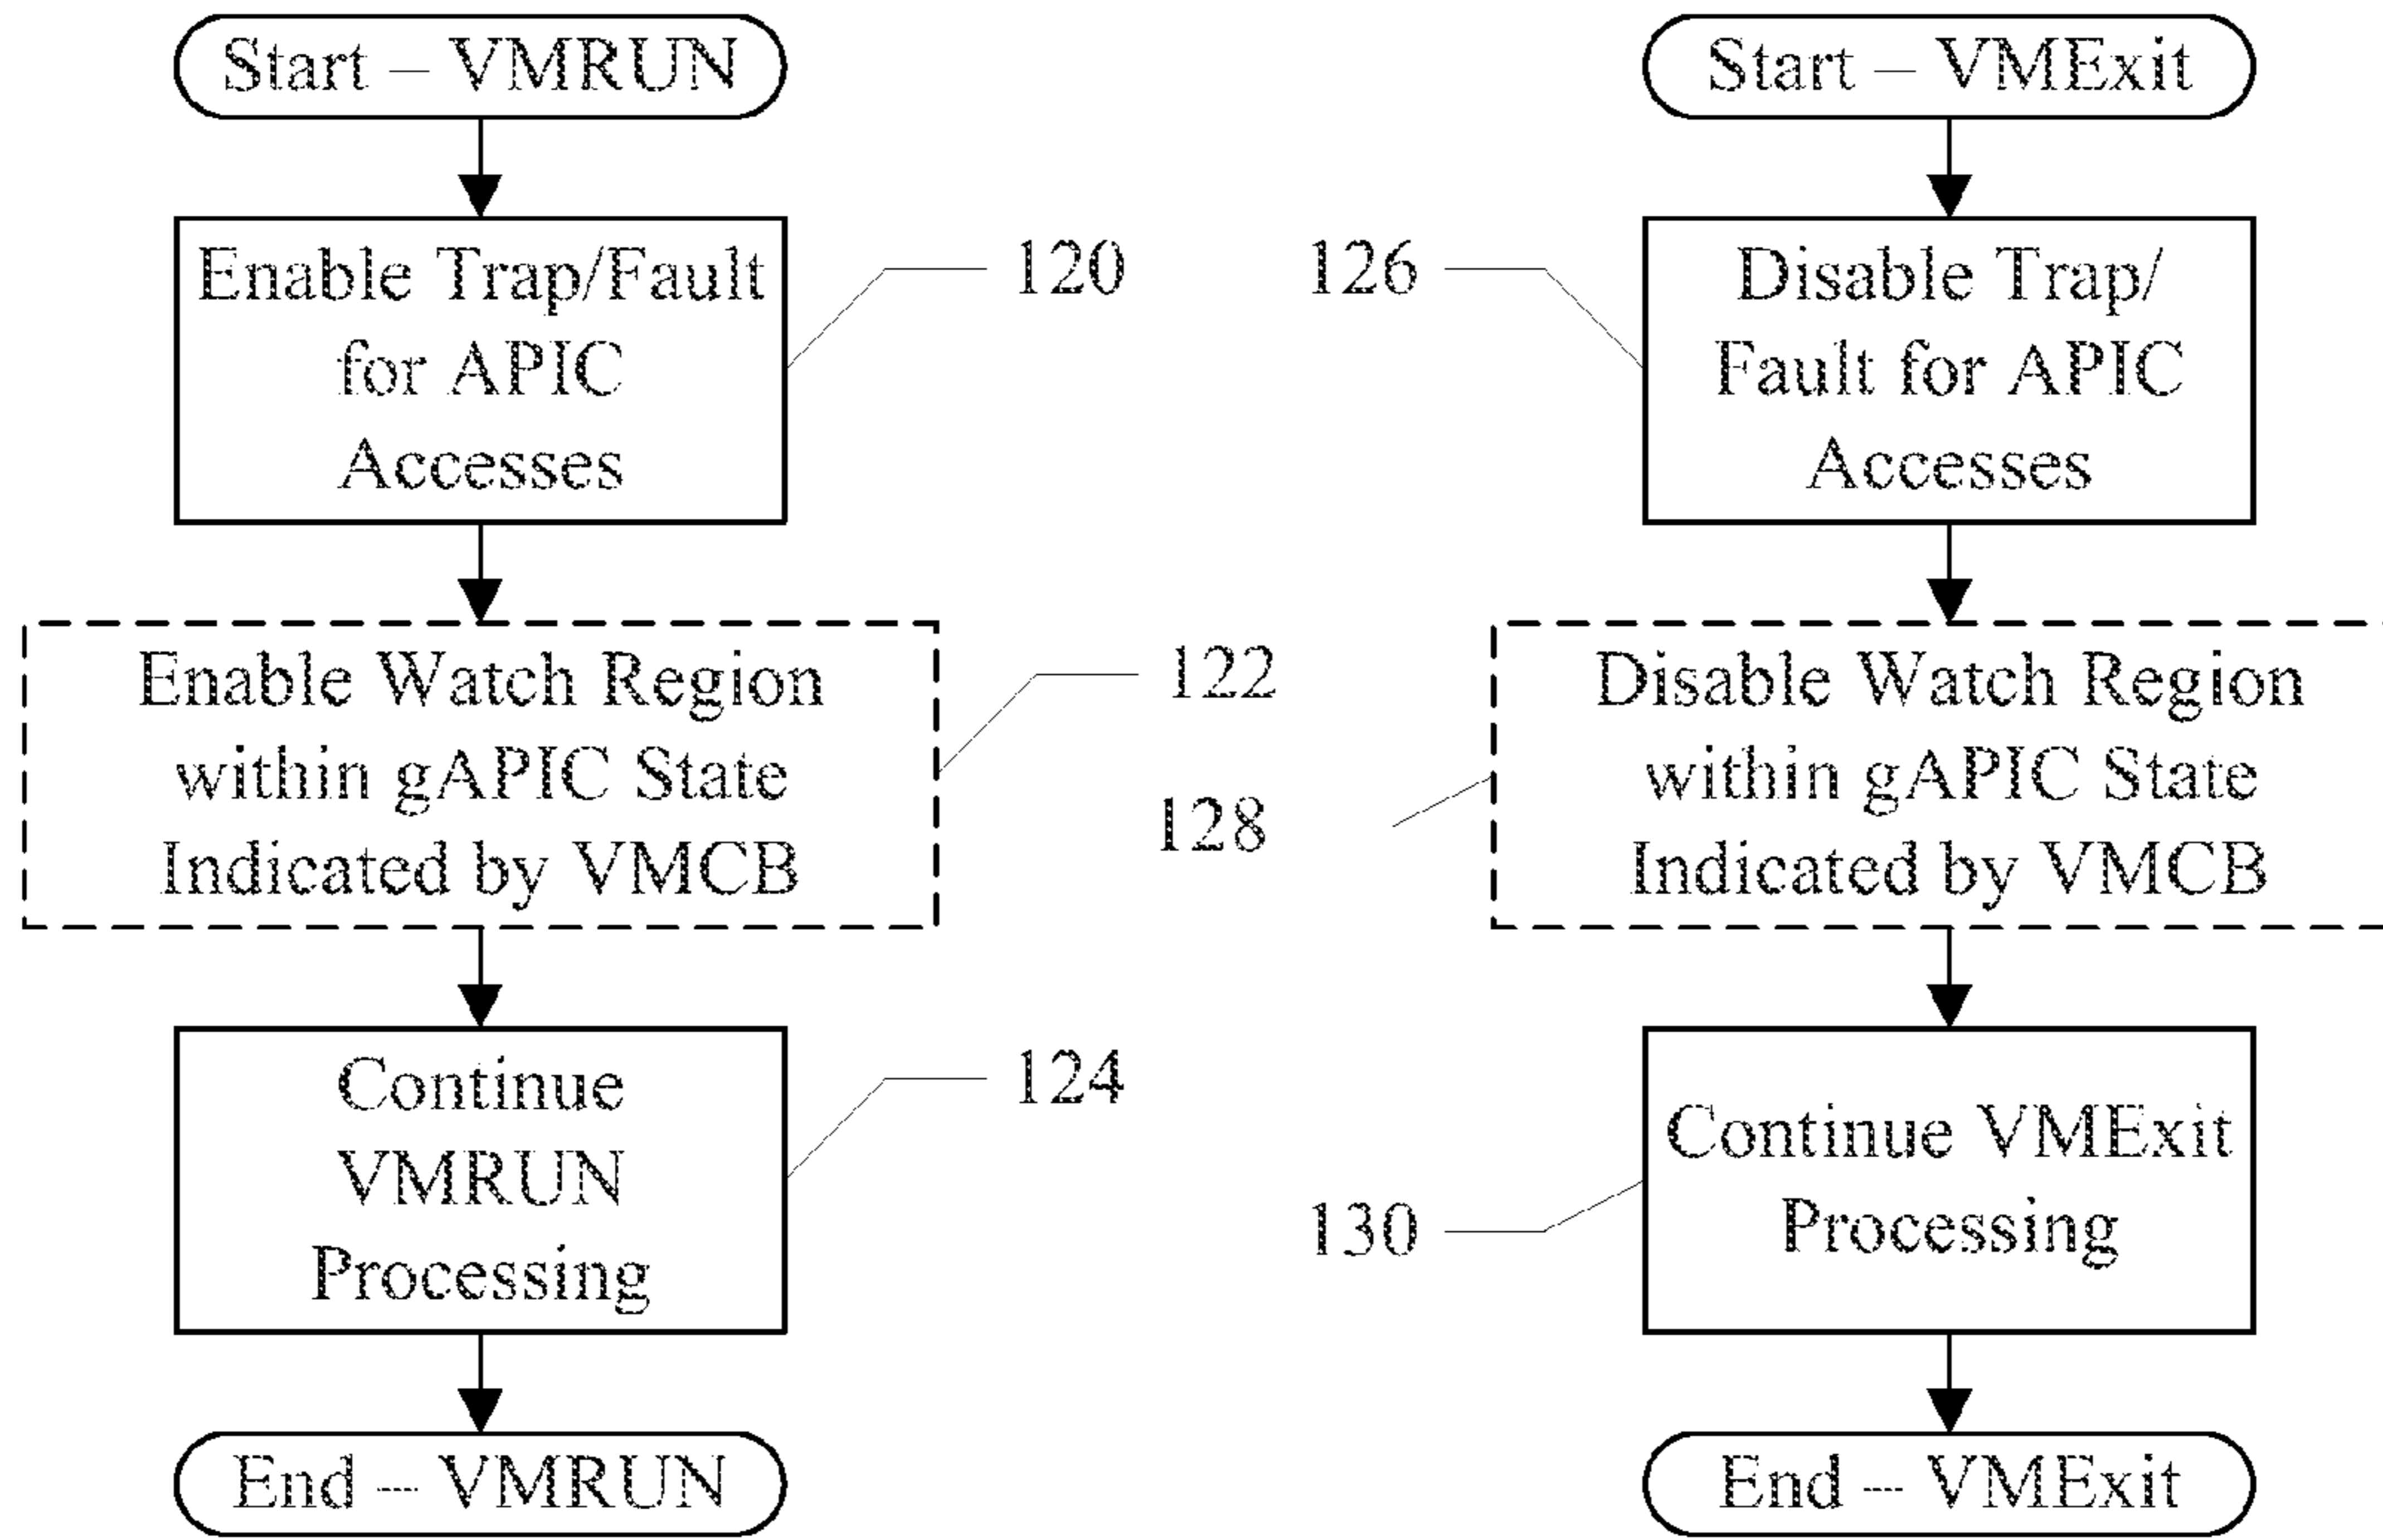 Start – VMRUN
Enable Trap/Fault
for APIC
Accesses
120
Enable Watch Region
within gAPIC State
Indicated by VMCB
122
Continue
VMRUN
Processing
124
End – VMRUN
Start – VMExit
Disable Trap/
Fault for APIC
Accesses
126
Disable Watch Region
within gAPIC State
Indicated by VMCB
128
Continue VMExit
Processing
130
End – VMExit